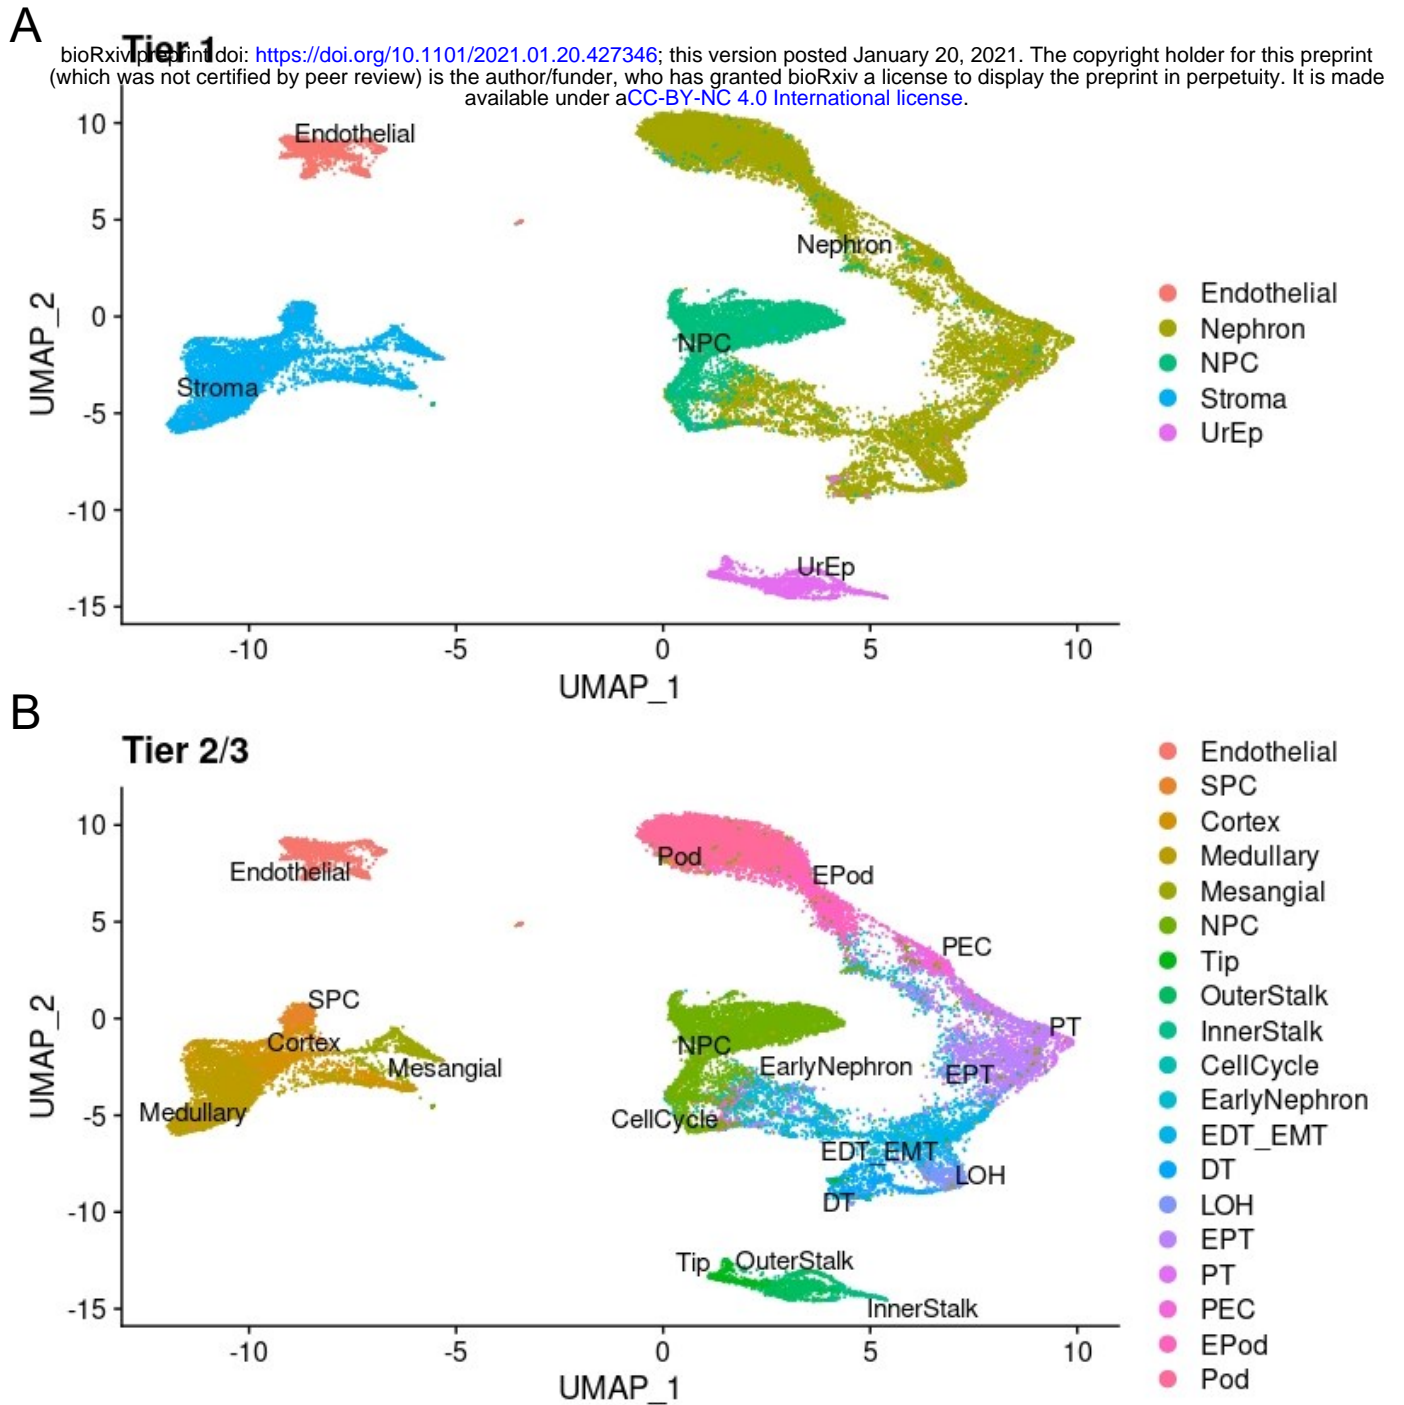 A
Tier 1
bioRxiv preprint doi: https://doi.org/10.1101/2021.01.20.427346; this version posted January 20, 2021. The copyright holder for this preprint
(which was not certified by peer review) is the author/funder, who has granted bioRxiv a license to display the preprint in perpetuity. It is made
available under aCC-BY-NC 4.0 International license.
10
5
0
-5
-10
-15
UMAP_2
Endothelial
Nephron
NPC
Stroma
UrEp
-10
-5
0
5
10
UMAP_1
Endothelial
Nephron
NPC
Stroma
UrEp
B
Tier 2/3
10
5
0
-5
-10
-15
UMAP_2
Pod
Endothelial
EPod
PEC
SPC
PT
Cortex
NPC
Mesangial
EarlyNephron
EPT
Medullary
CellCycle
EDT_EMT
LOH
DT
Tip
OuterStalk
InnerStalk
-10
-5
0
5
10
UMAP_1
Endothelial
SPC
Cortex
Medullary
Mesangial
NPC
Tip
OuterStalk
InnerStalk
CellCycle
EarlyNephron
EDT_EMT
DT
LOH
EPT
PT
PEC
EPod
Pod